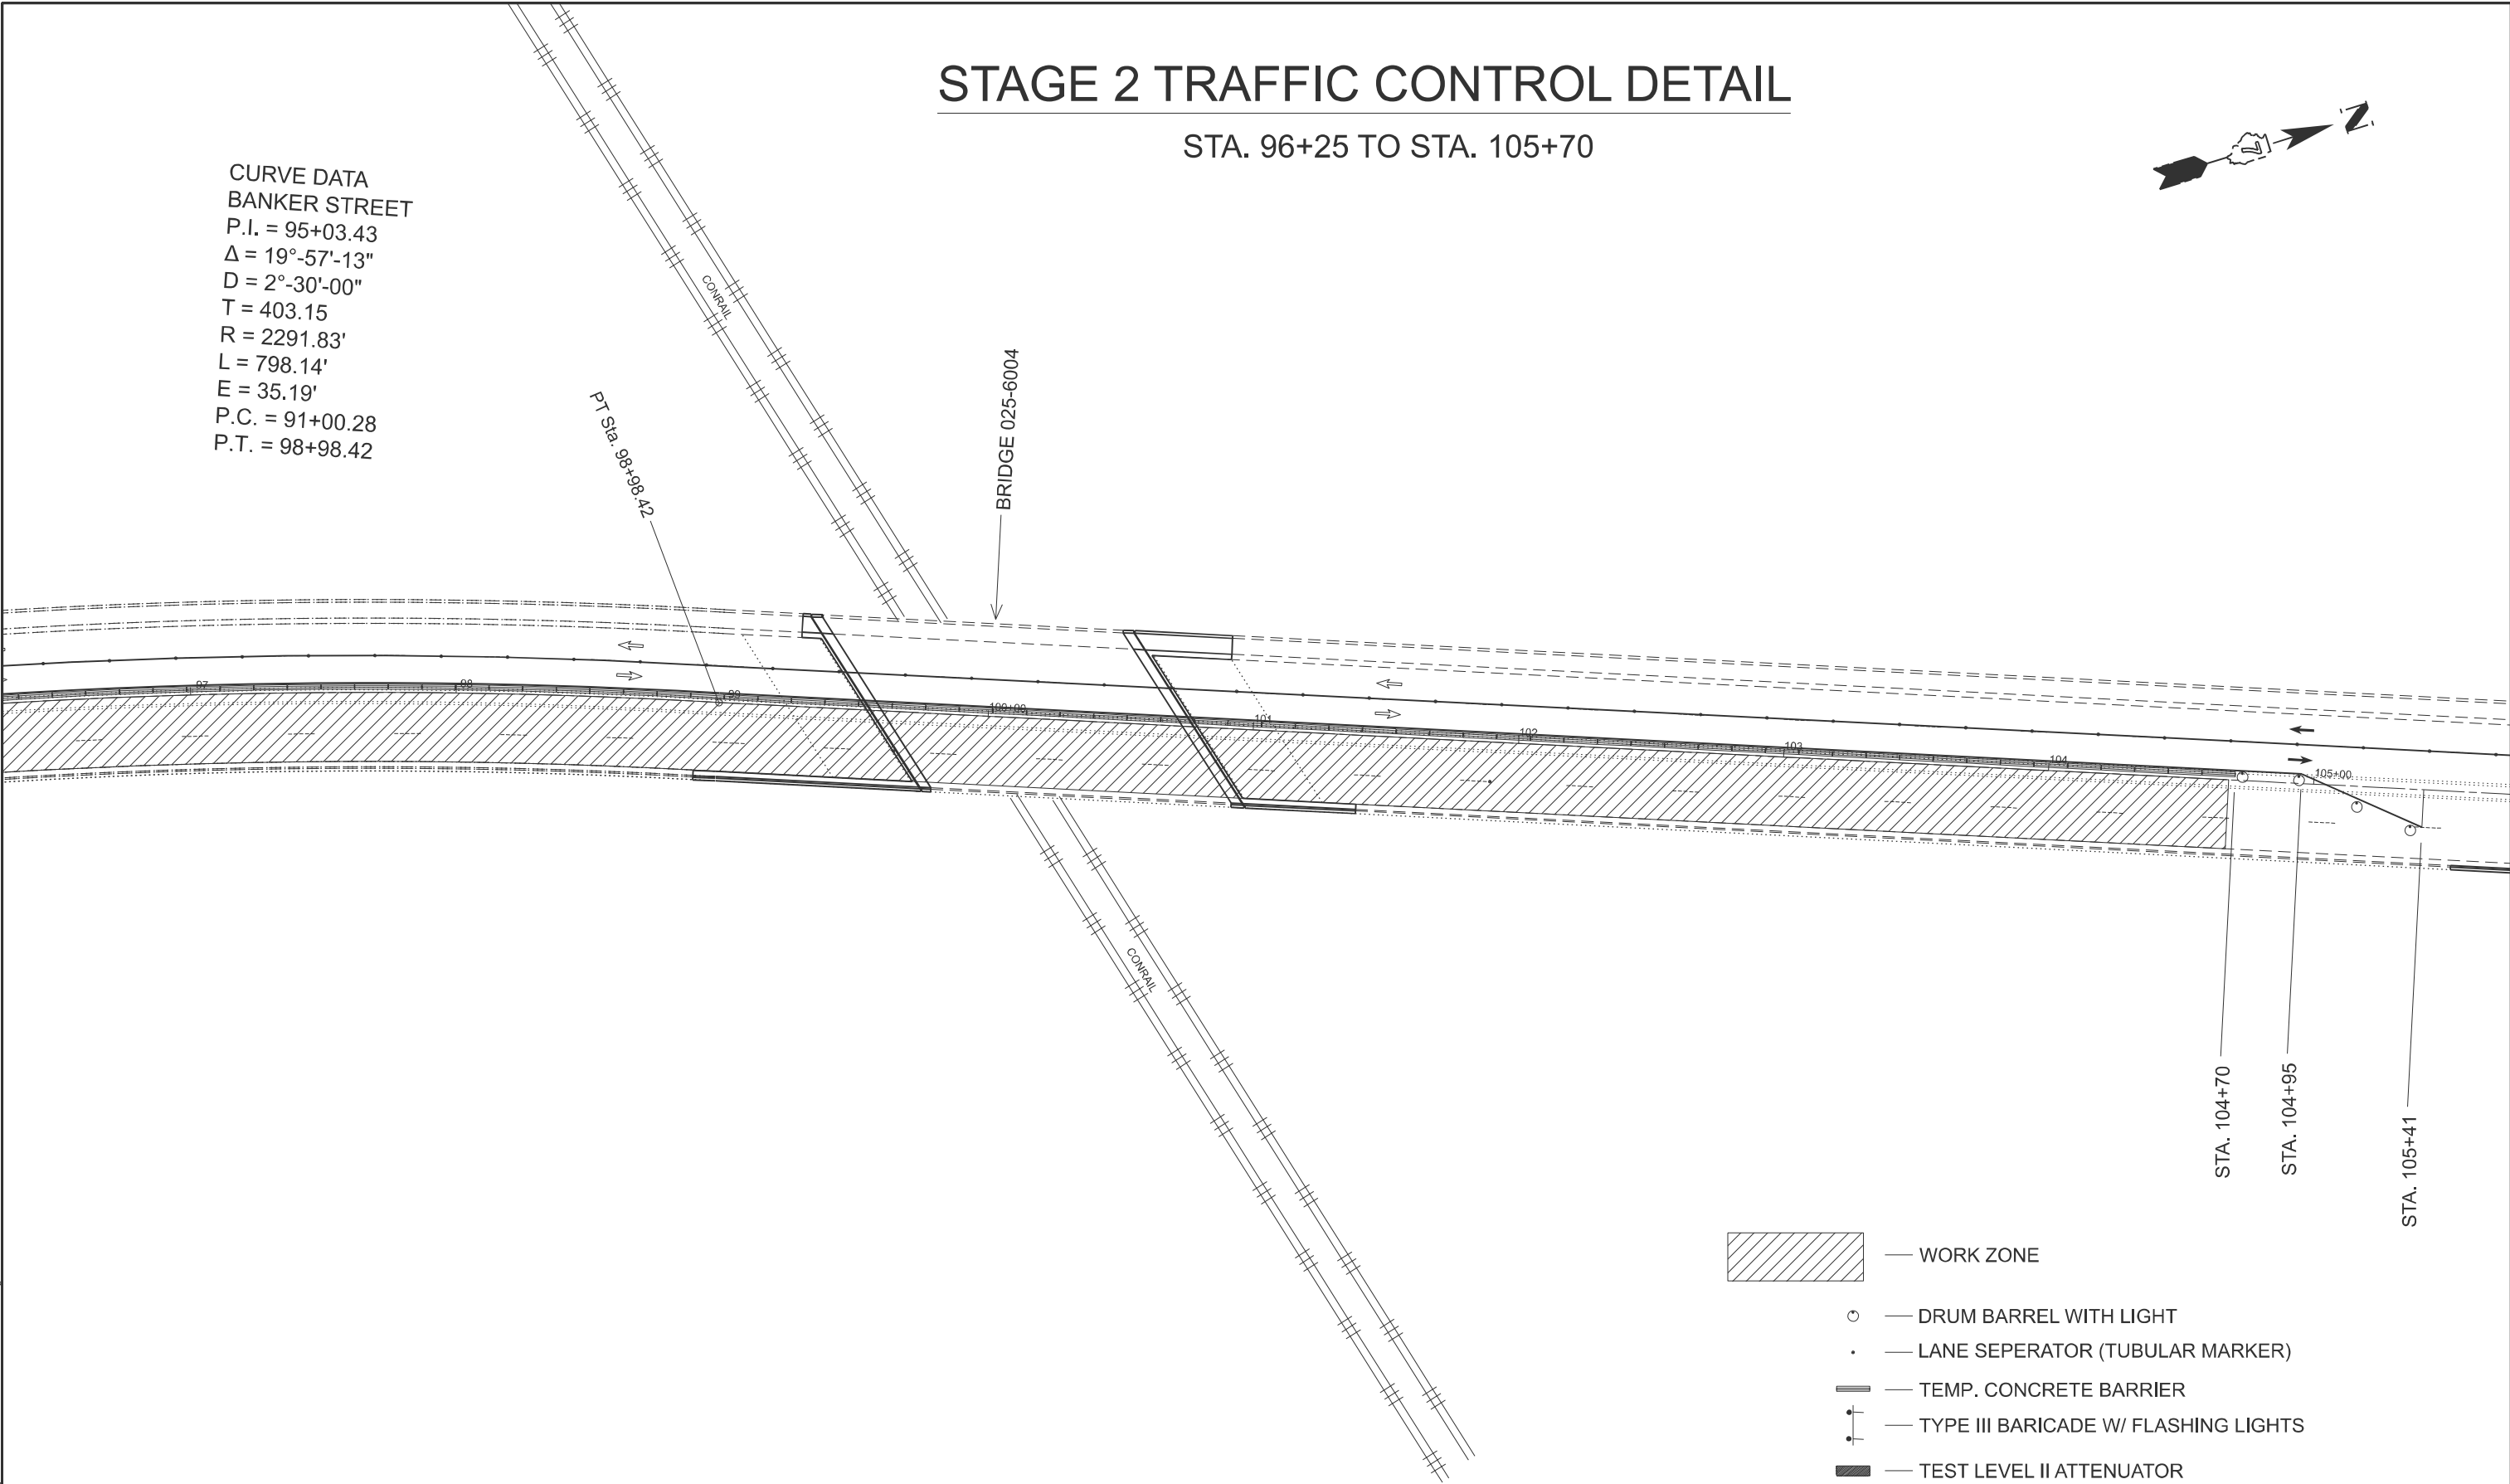 STAGE 2 TRAFFIC CONTROL DETAIL
STA. 96+25 TO STA. 105+70
N
CURVE DATA
BANKER STREET
P.I. = 95+03.43
Δ = 19°-57'-13"
D = 2°-30'-00"
T = 403.15
R = 2291.83'
L = 798.14'
E = 35.19'
P.C. = 91+00.28
P.T. = 98+98.42
CONRAIL
PT Sta. 98+98.42
BRIDGE 025-6004
97
98
99
100+00
101
102
103
104
105+00
CONRAIL
STA. 104+70
STA. 104+95
STA. 105+41
WORK ZONE
DRUM BARREL WITH LIGHT
LANE SEPERATOR (TUBULAR MARKER)
TEMP. CONCRETE BARRIER
TYPE III BARICADE W/ FLASHING LIGHTS
TEST LEVEL II ATTENUATOR